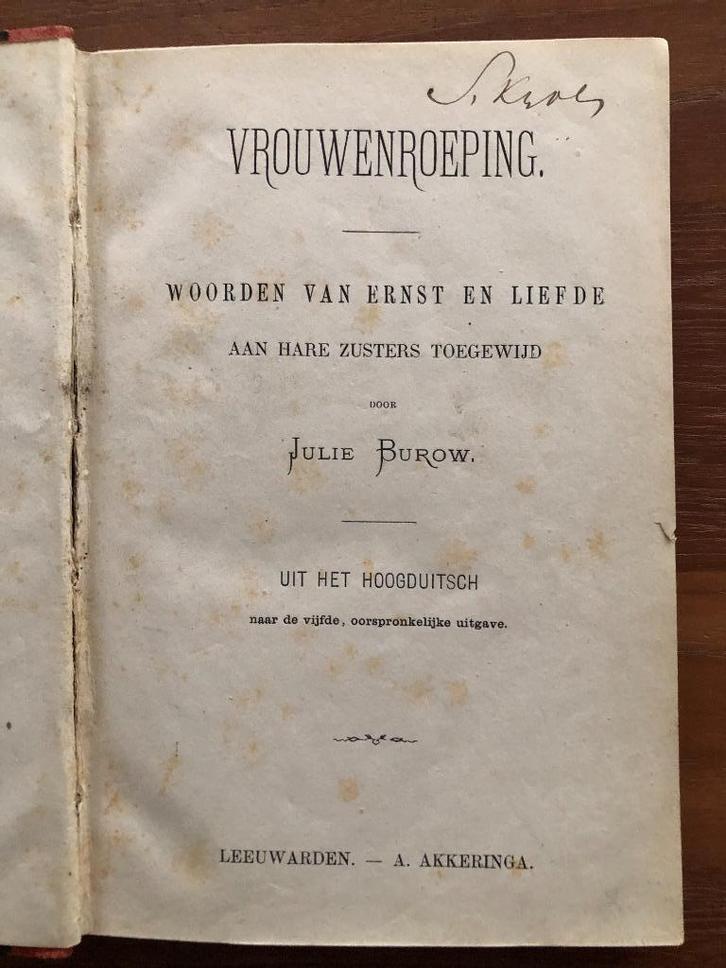 VROUWENROEPING.
WOORDEN VAN ERNST EN LIEFDE
AAN HARE ZUSTERS TOEGEWIJD
DOOR
JULIE BUROW.
UIT HET HOOGDUITSCH
naar de vijfde, oorspronkelijke uitgave.
LEEUWARDEN. — A. AKKERINGA.